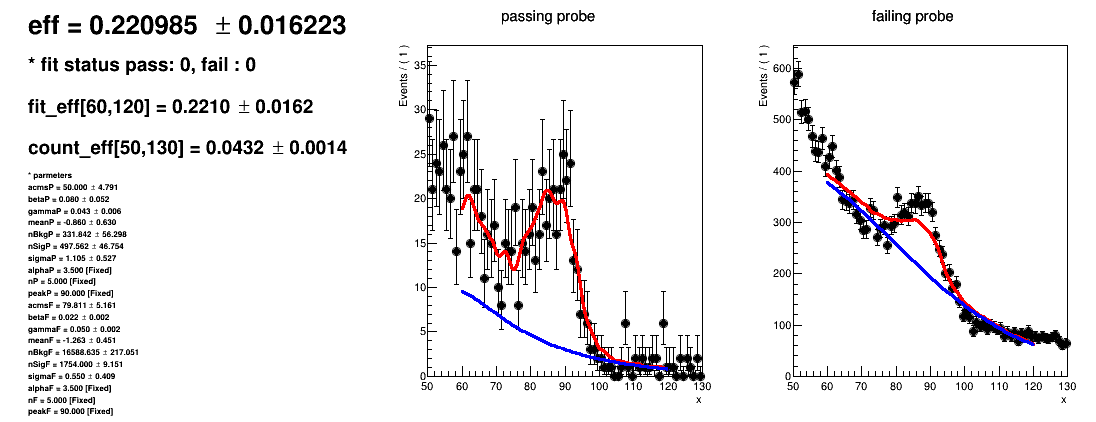 eff = 0.220985 ± 0.016223
* fit status pass: 0, fail : 0
fit_eff[60,120] = 0.2210 ± 0.0162
count_eff[50,130] = 0.0432 ± 0.0014
* parmeters
acmsP = 50.000 ± 4.791
betaP = 0.080 ± 0.052
gammaP = 0.043 ± 0.006
meanP = -0.860 ± 0.630
nBkgP = 331.842 ± 56.298
nSigP = 497.562 ± 46.754
sigmaP = 1.105 ± 0.527
alphaP = 3.500 [Fixed]
nP = 5.000 [Fixed]
peakP = 90.000 [Fixed]
acmsF = 79.811 ± 5.161
betaF = 0.022 ± 0.002
gammaF = 0.050 ± 0.002
meanF = -1.263 ± 0.451
nBkgF = 16588.635 ± 217.051
nSigF = 1754.000 ± 9.151
sigmaF = 0.550 ± 0.409
alphaF = 3.500 [Fixed]
nF = 5.000 [Fixed]
peakF = 90.000 [Fixed]
passing probe
Events / ( 1 )
35
30
25
20
15
10
5
0
50 60 70 80 90 100 110 120 130
x
failing probe
Events / ( 1 )
600
500
400
300
200
100
0
50 60 70 80 90 100 110 120 130
x